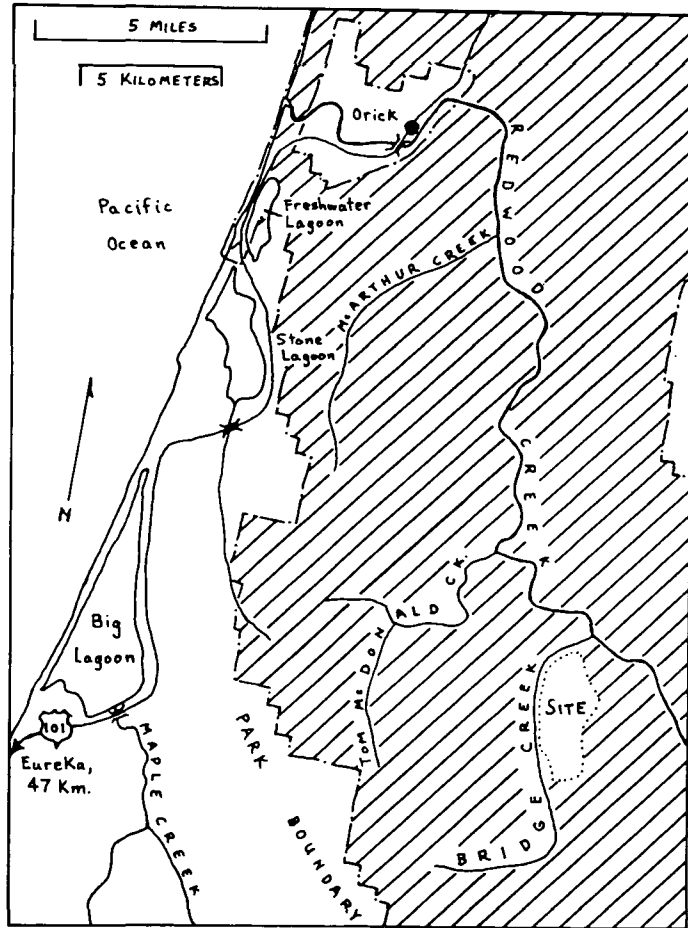 5 MILES
5 KILOMETERS
Orick
REDWOOD
Pacific
Ocean
Freshwater
Lagoon
McARTHUR CREEK
Stone
Lagoon
N
CREEK
TOM McDONALD CK.
Big
Lagoon
BRIDGE CREEK
SITE
101
PARK
BOUNDARY
MAPLE CREEK
EureKa,
47 Km.